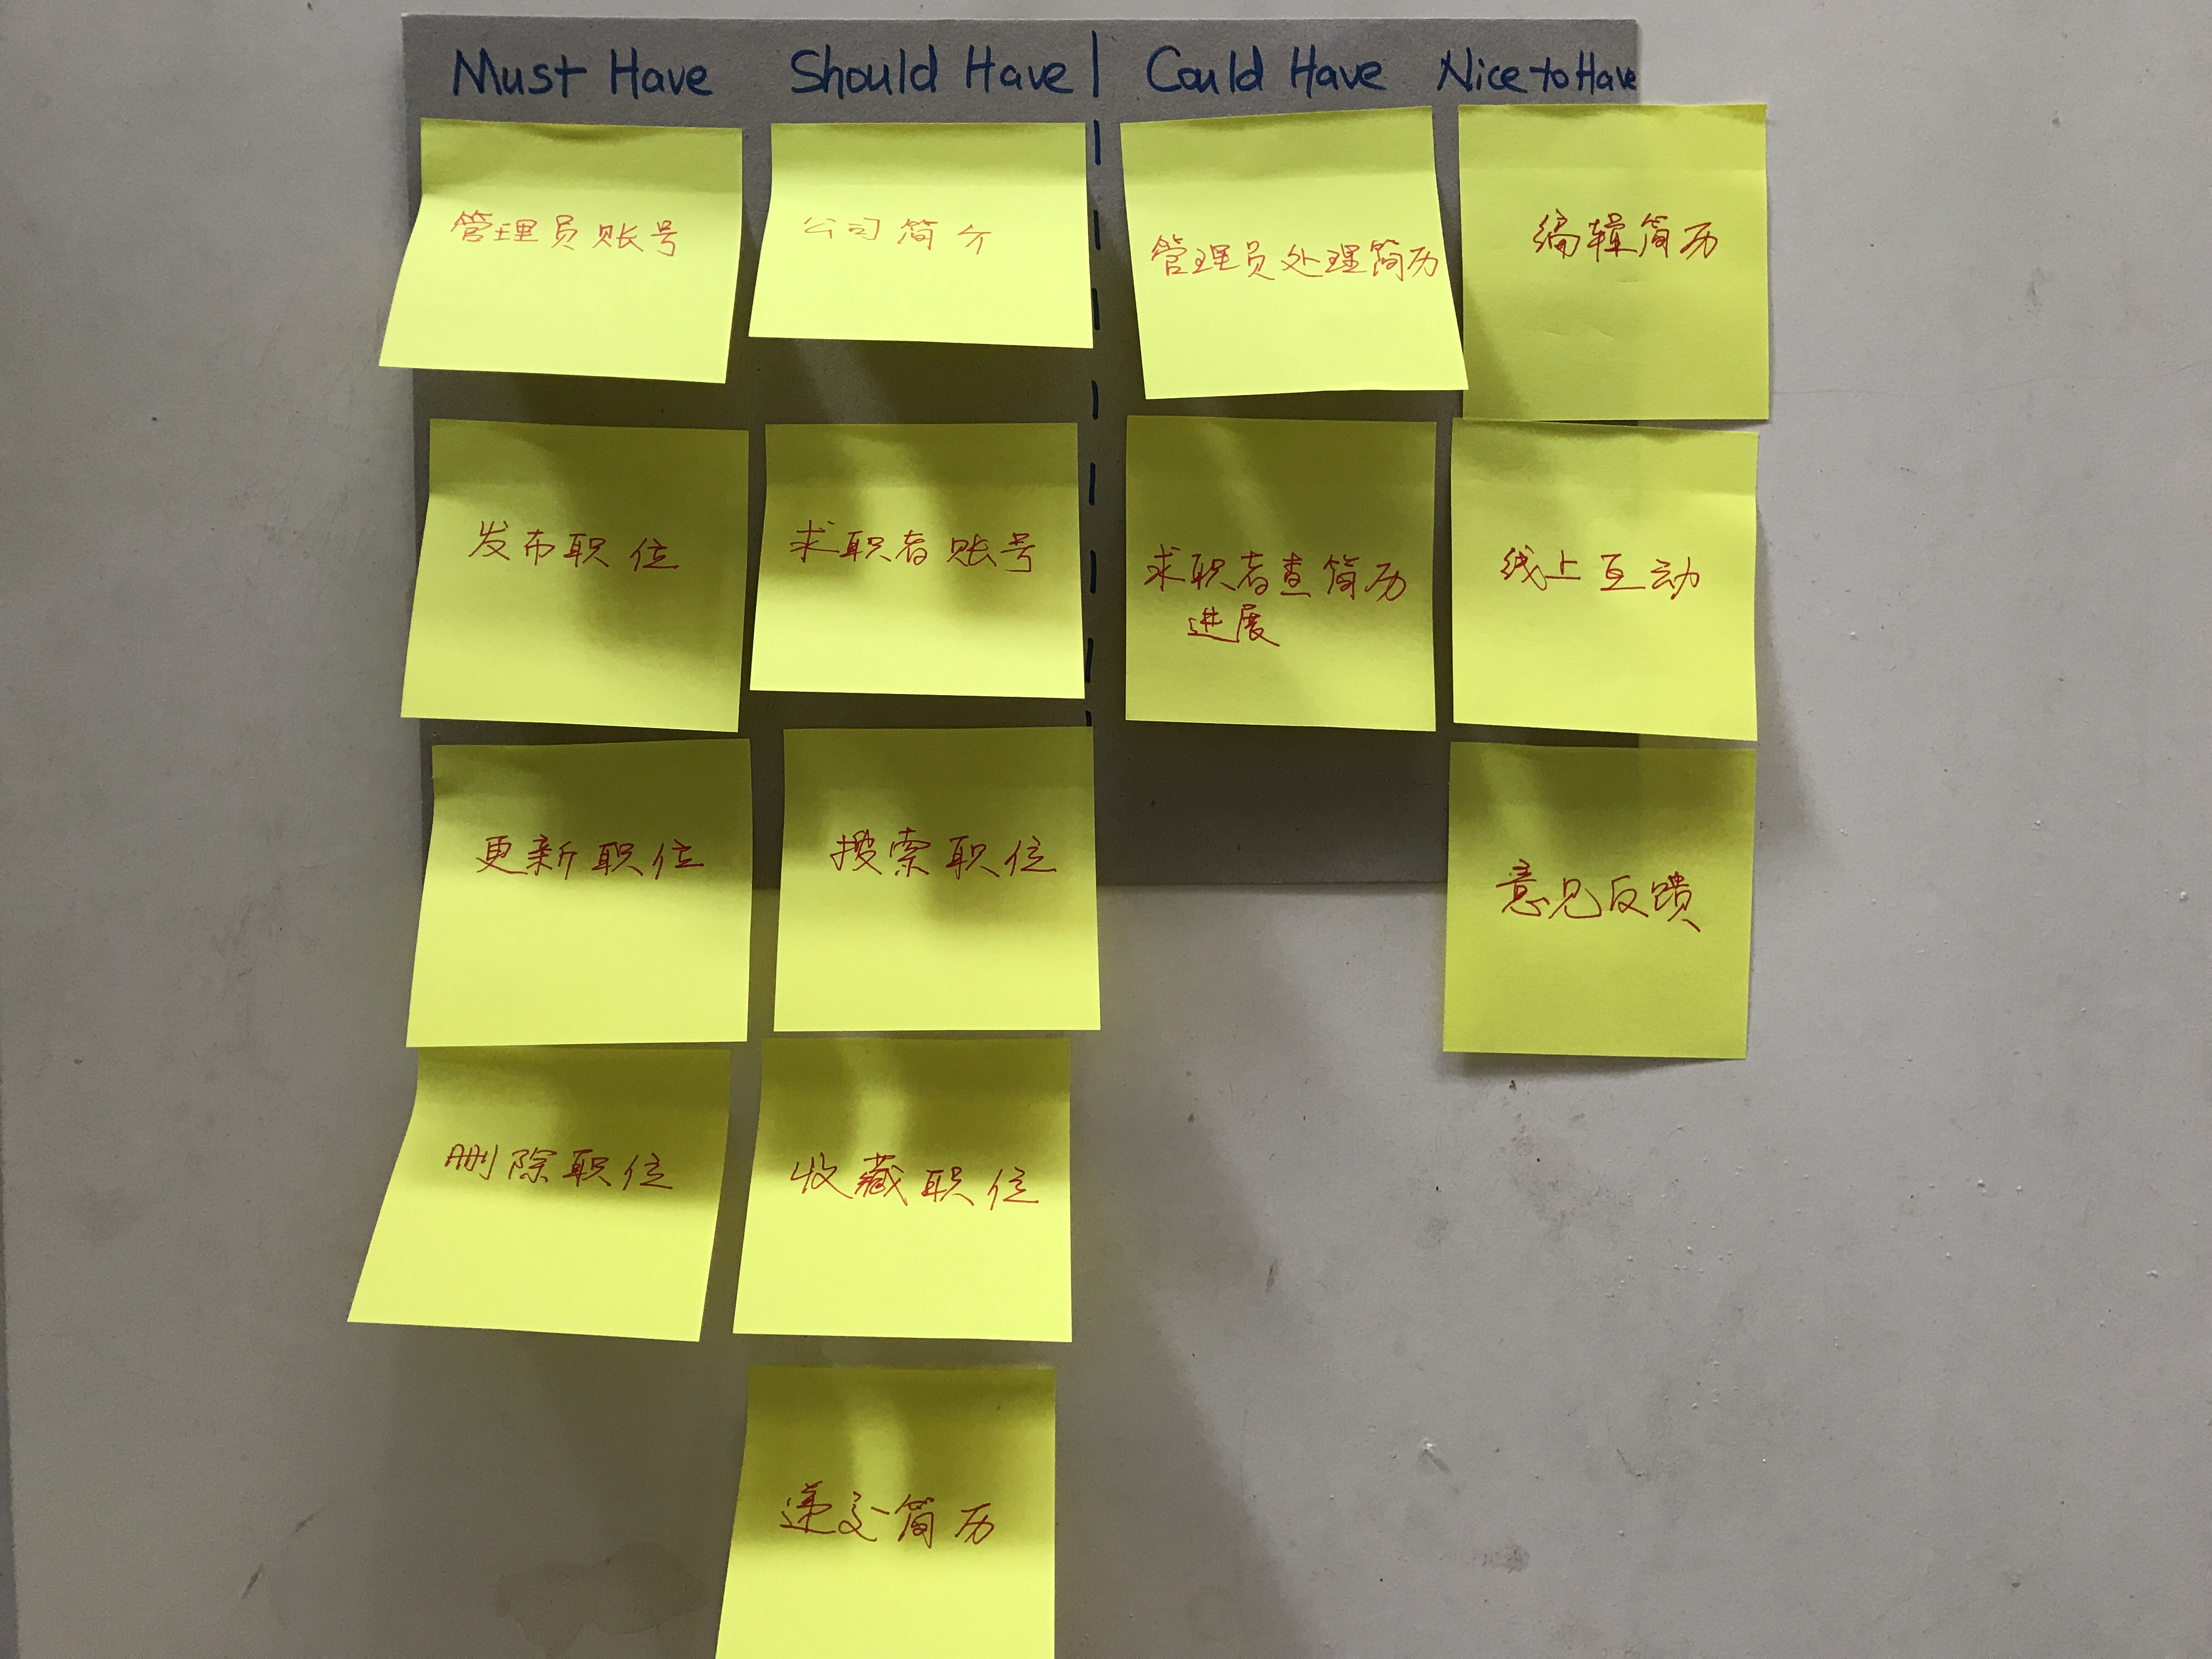 Must Have
Should Have
Could Have
Nice to Have
管理员账号
公司简介
管理员处理简历
编辑简历
发布职位
求职者账号
求职者查简历
进展
线上互动
更新职位
搜索职位
意见反馈
删除职位
收藏职位
递交简历